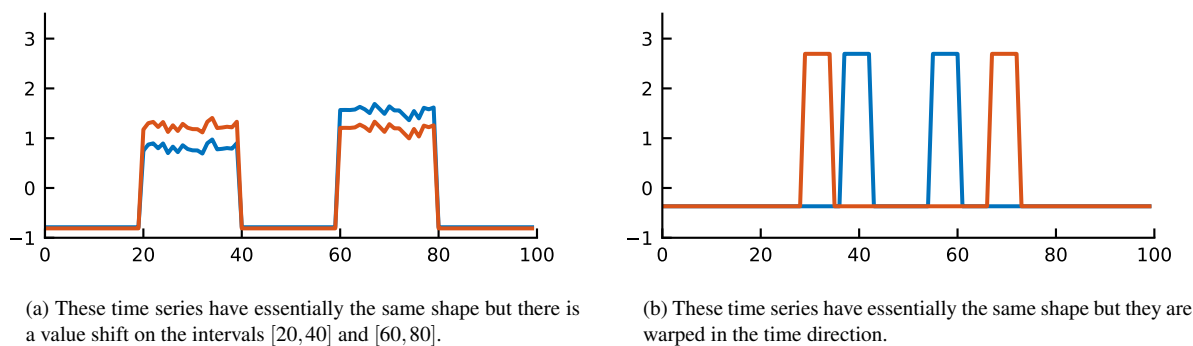 3
2
1
0
−1
0 20 40 60 80 100
3
2
1
0
−1
0 20 40 60 80 100
(a) These time series have essentially the same shape but there is
a value shift on the intervals [20,40] and [60,80].
(b) These time series have essentially the same shape but they are
warped in the time direction.